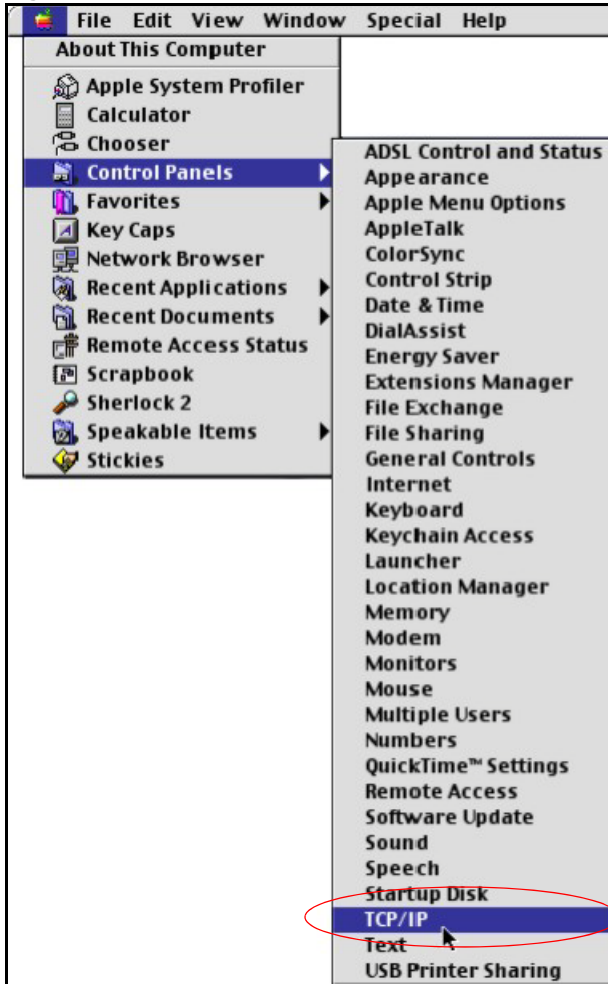 File Edit View Window Special Help
About This Computer
Apple System Profiler
Calculator
Chooser
Control Panels
Favorites
Key Caps
Network Browser
Recent Applications
Recent Documents
Remote Access Status
Scrapbook
Sherlock 2
Speakable Items
Stickies
ADSL Control and Status
Appearance
Apple Menu Options
AppleTalk
ColorSync
Control Strip
Date & Time
DialAssist
Energy Saver
Extensions Manager
File Exchange
File Sharing
General Controls
Internet
Keyboard
Keychain Access
Launcher
Location Manager
Memory
Modem
Monitors
Mouse
Multiple Users
Numbers
QuickTime™ Settings
Remote Access
Software Update
Sound
Speech
Startup Disk
TCP/IP
Text
USB Printer Sharing